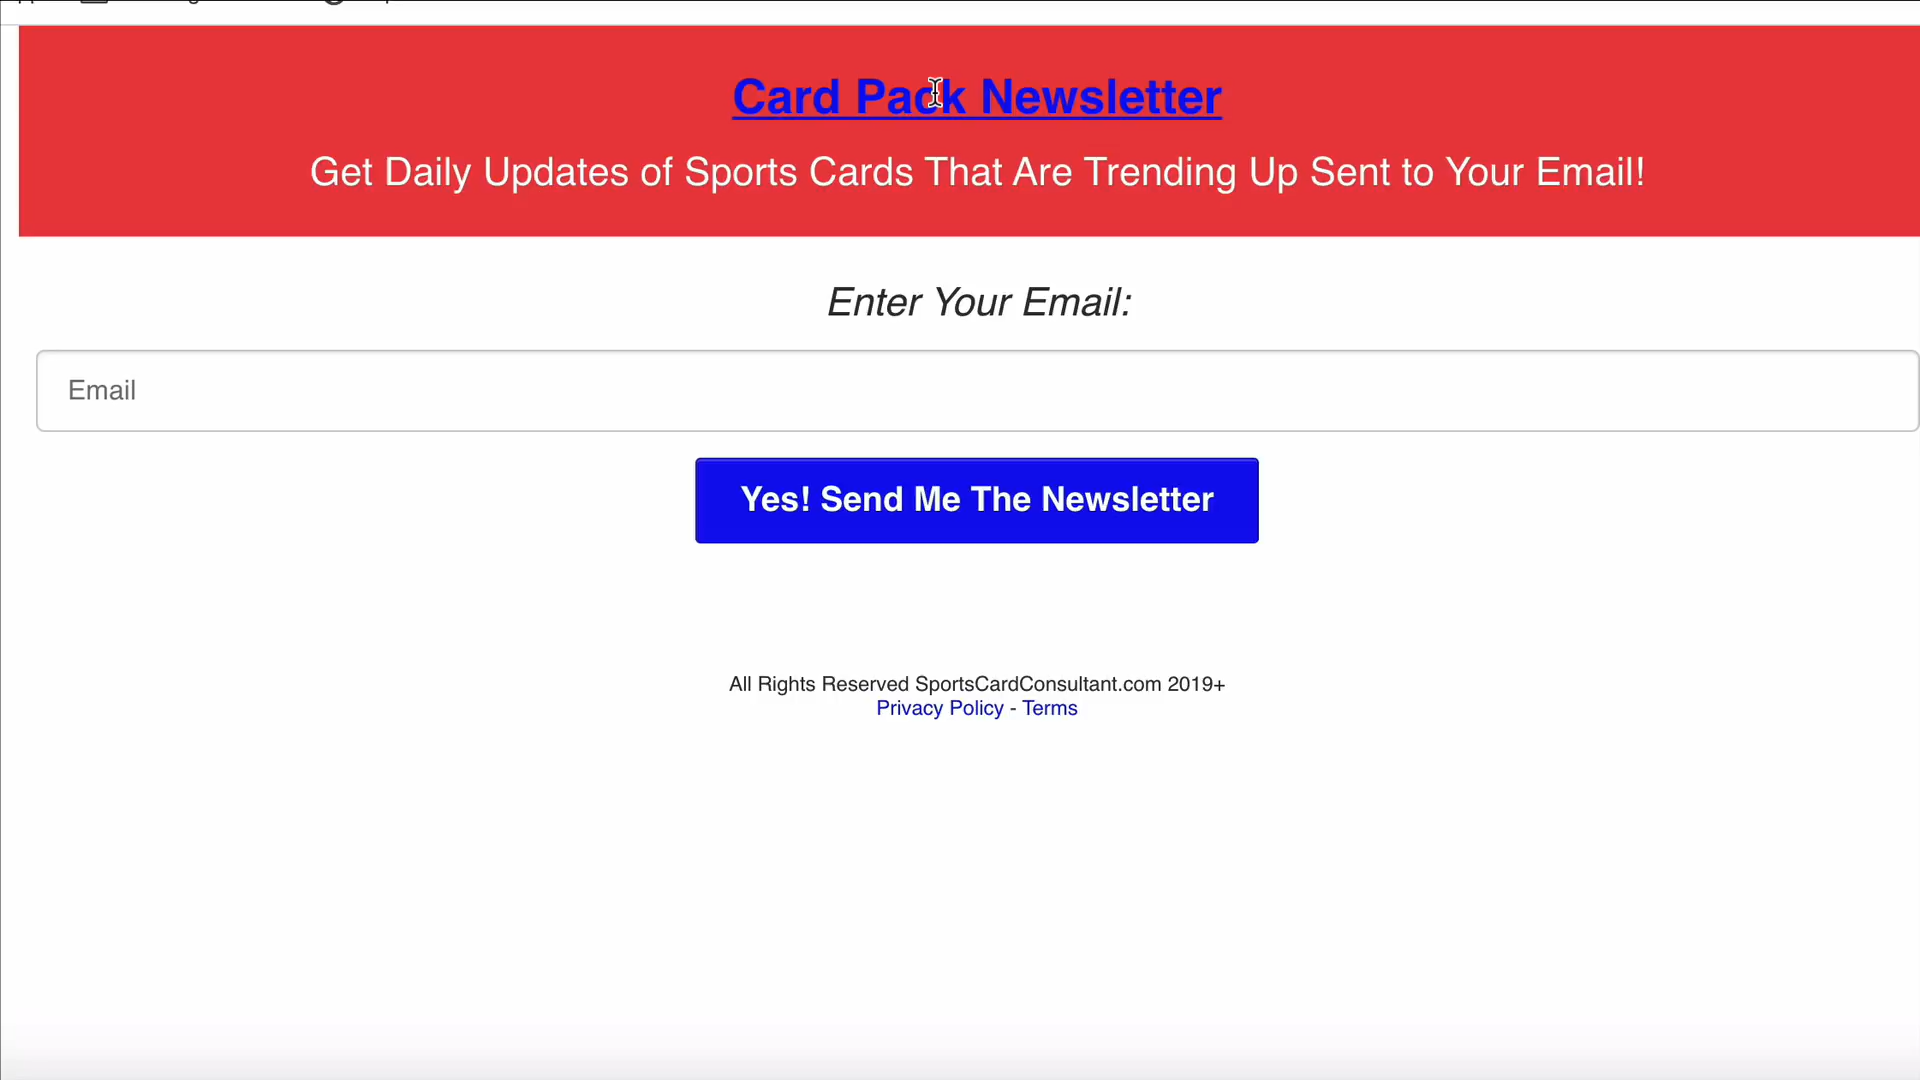 Card Pack Newsletter
Get Daily Updates of Sports Cards That Are Trending Up Sent to Your Email!
Enter Your Email:
Email
Yes! Send Me The Newsletter
All Rights Reserved SportsCardConsultant.com 2019+
Privacy Policy - Terms